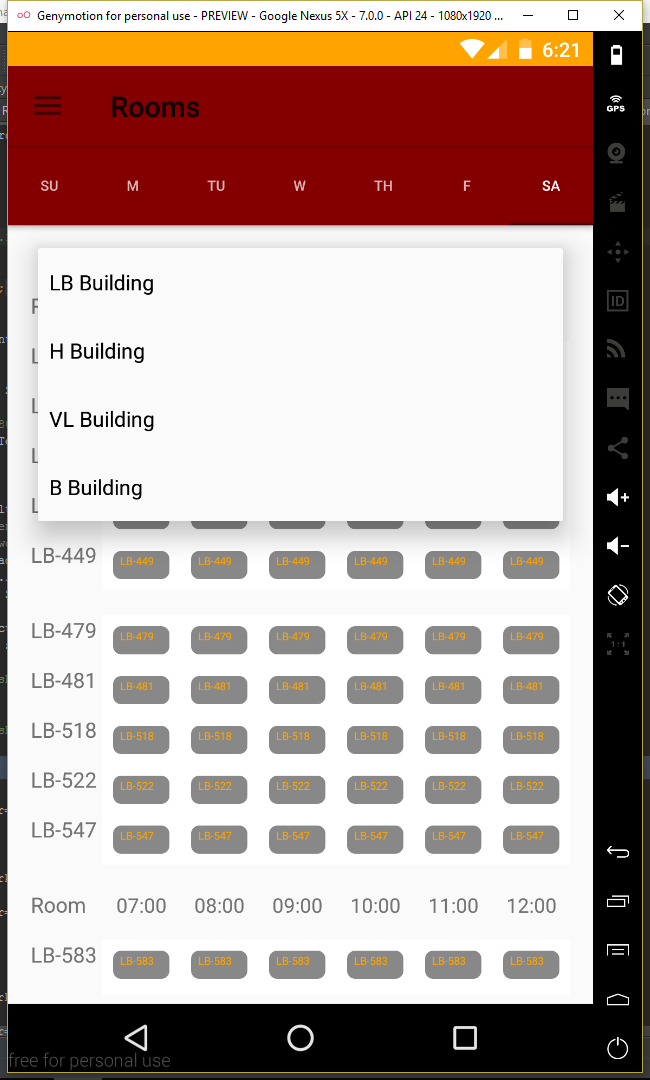 Genymotion for personal use - PREVIEW - Google Nexus 5X - 7.0.0 - API 24 - 1080x1920 ...
6:21
GPS
Rooms
SU M TU W TH F SA
ID
LB Building
H Building
VL Building
B Building
LB-449 LB-449 LB-449 LB-449 LB-449 LB-449 LB-449
1:1
LB-479 LB-479 LB-479 LB-479 LB-479 LB-479 LB-479
LB-481 LB-481 LB-481 LB-481 LB-481 LB-481 LB-481
LB-518 LB-518 LB-518 LB-518 LB-518 LB-518 LB-518
LB-522 LB-522 LB-522 LB-522 LB-522 LB-522 LB-522
LB-547 LB-547 LB-547 LB-547 LB-547 LB-547 LB-547
Room 07:00 08:00 09:00 10:00 11:00 12:00
LB-583 LB-583 LB-583 LB-583 LB-583 LB-583 LB-583
free for personal use